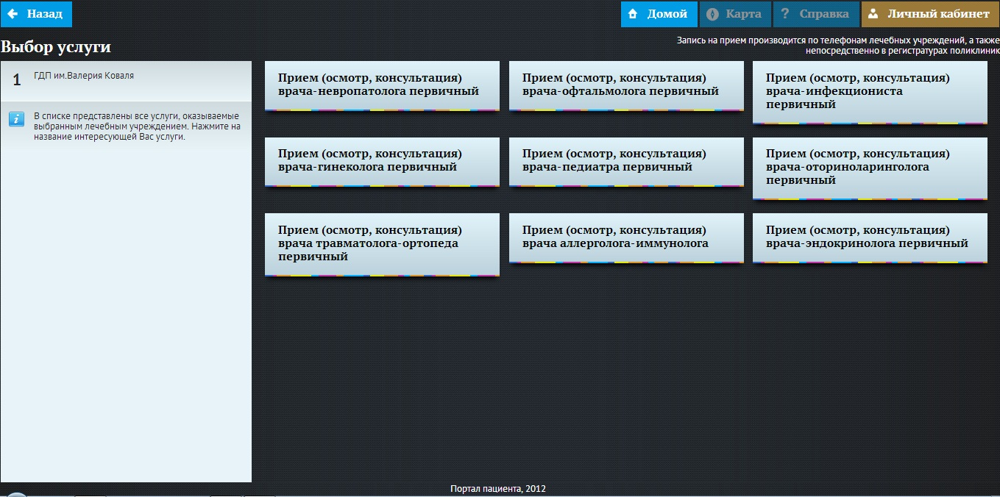 Назад
Домой
Карта
Справка
Личный кабинет
Выбор услуги
Запись на прием производится по телефонам лечебных учреждений, а также
непосредственно в регистратурах поликлиник
1
ГДП им.Валерия Коваля
В списке представлены все услуги, оказываемые
выбранным лечебным учреждением. Нажмите на
название интересующей Вас услуги.
Прием (осмотр, консультация)
врача-невропатолога первичный
Прием (осмотр, консультация)
врача-офтальмолога первичный
Прием (осмотр, консультация)
врача-инфекциониста
первичный
Прием (осмотр, консультация)
врача-гинеколога первичный
Прием (осмотр, консультация)
врача-педиатра первичный
Прием (осмотр, консультация)
врача-оториноларинголога
первичный
Прием (осмотр, консультация)
врача травматолога-ортопеда
первичный
Прием (осмотр, консультация)
врача аллерголога-иммунолога
Прием (осмотр, консультация)
врача-эндокринолога первичный
Портал пациента, 2012